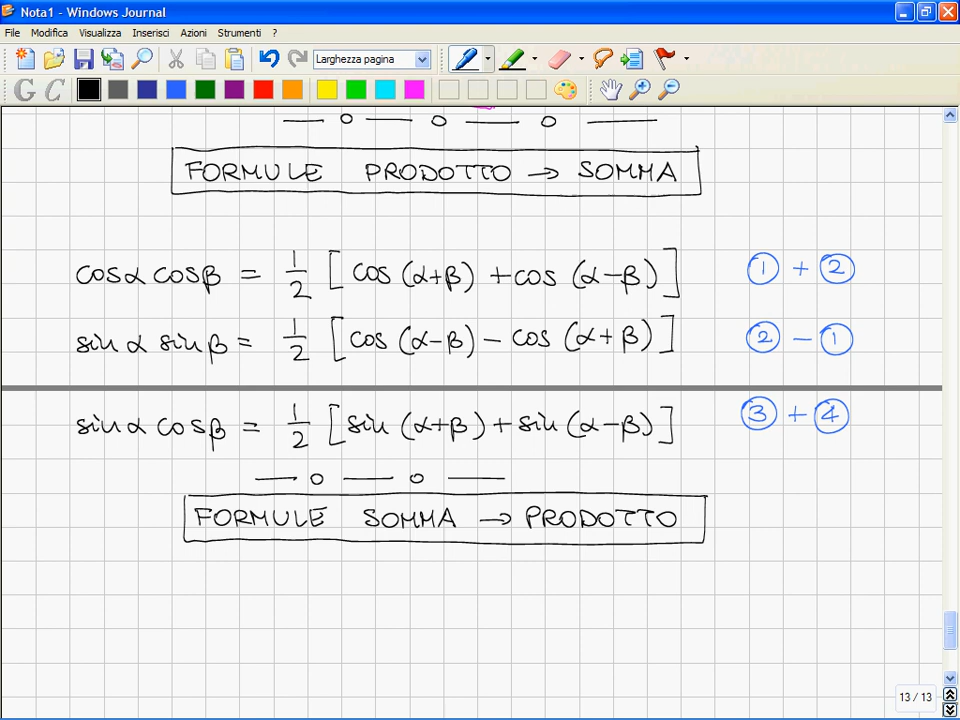 Nota1 - Windows Journal
File Modifica Visualizza Inserisci Azioni Strumenti ?
Larghezza pagina
G C
FORMULE PRODOTTO → SOMMA
cosα cosβ = 1/2 [cos (α+β) + cos (α-β)] ① + ②
sin α sin β = 1/2 [cos (α-β) - cos (α+β)] ② - ①
sin α cosβ = 1/2 [sin (α+β) + sin (α-β)] ③ + ④
FORMULE SOMMA → PRODOTTO
13 / 13